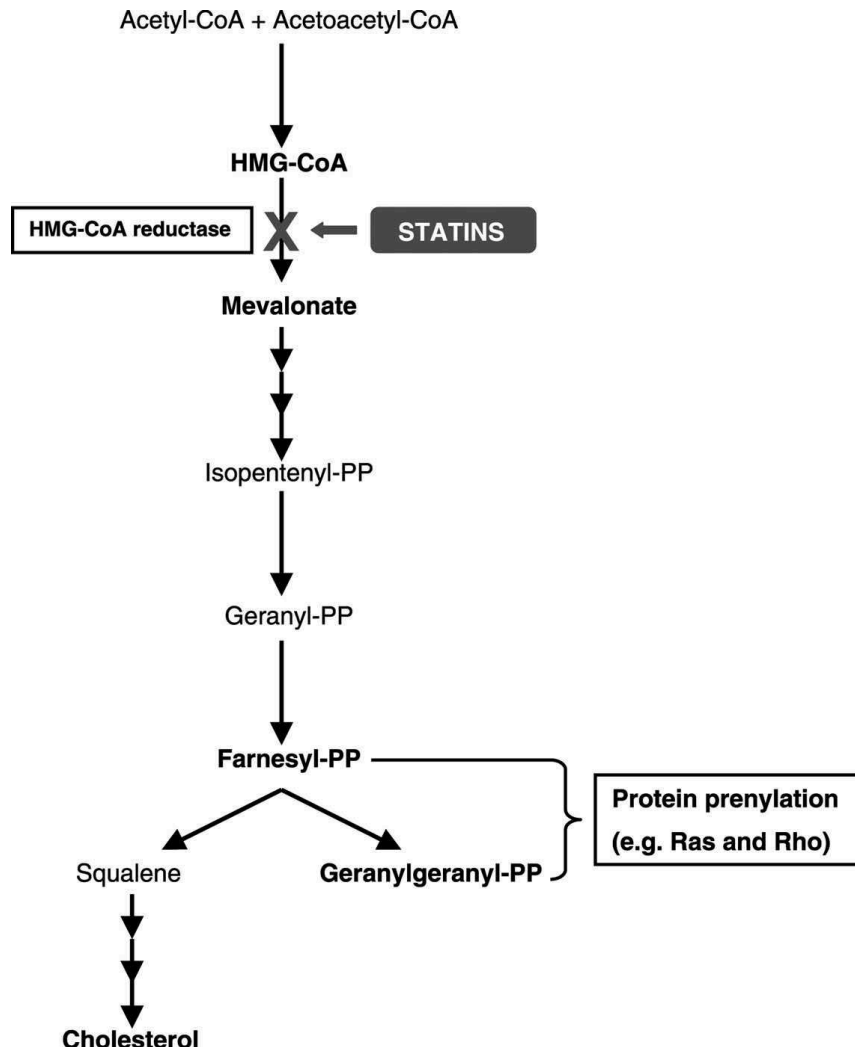 Acetyl-CoA + Acetoacetyl-CoA
HMG-CoA
HMG-CoA reductase
X
STATINS
Mevalonate
Isopentenyl-PP
Geranyl-PP
Farnesyl-PP
Protein prenylation
(e.g. Ras and Rho)
Squalene
Geranylgeranyl-PP
Cholesterol